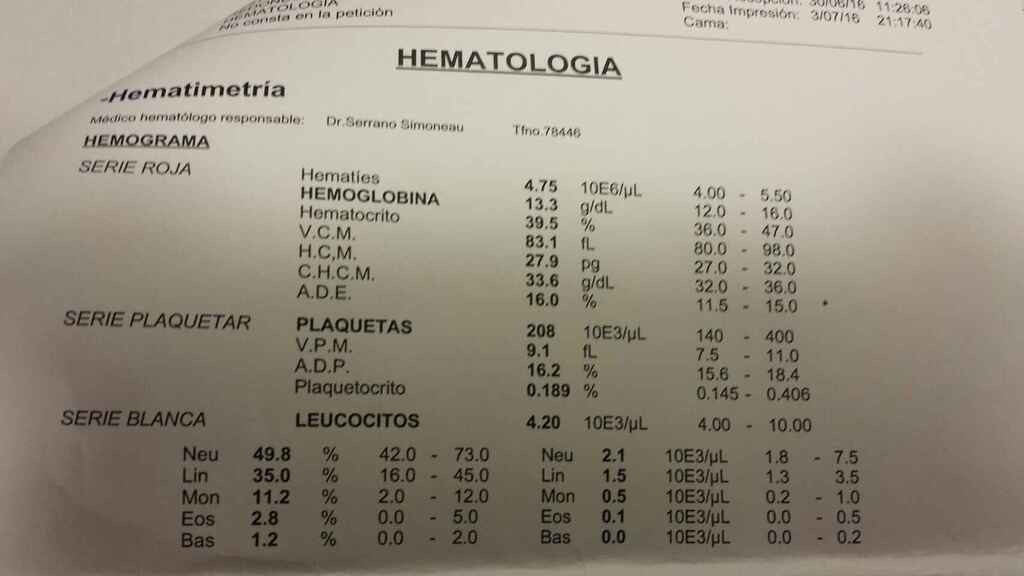 HEMATOLOGIA
No consta en la petición
30/06/16 11:26:06
Fecha Impresión: 3/07/16 21:17:40
Cama:
HEMATOLOGIA
-Hematimetría
Médico hematólogo responsable: Dr.Serrano Simoneau Tfno.78446
HEMOGRAMA
SERIE ROJA
Hematíes 4.75 10E6/µL 4.00 - 5.50
HEMOGLOBINA 13.3 g/dL 12.0 - 16.0
Hematocrito 39.5 % 36.0 - 47.0
V.C.M. 83.1 fL 80.0 - 98.0
H.C,M. 27.9 pg 27.0 - 32.0
C.H.C.M. 33.6 g/dL 32.0 - 36.0
A.D.E. 16.0 % 11.5 - 15.0 *
SERIE PLAQUETAR PLAQUETAS 208 10E3/µL 140 - 400
V.P.M. 9.1 fL 7.5 - 11.0
A.D.P. 16.2 % 15.6 - 18.4
Plaquetocrito 0.189 % 0.145 - 0.406
SERIE BLANCA LEUCOCITOS 4.20 10E3/µL 4.00 - 10.00
Neu 49.8 % 42.0 - 73.0 Neu 2.1 10E3/µL 1.8 - 7.5
Lin 35.0 % 16.0 - 45.0 Lin 1.5 10E3/µL 1.3 3.5
Mon 11.2 % 2.0 - 12.0 Mon 0.5 10E3/µL 0.2 - 1.0
Eos 2.8 % 0.0 - 5.0 Eos 0.1 10E3/µL 0.0 - 0.5
Bas 1.2 % 0.0 - 2.0 Bas 0.0 10E3/µL 0.0 - 0.2